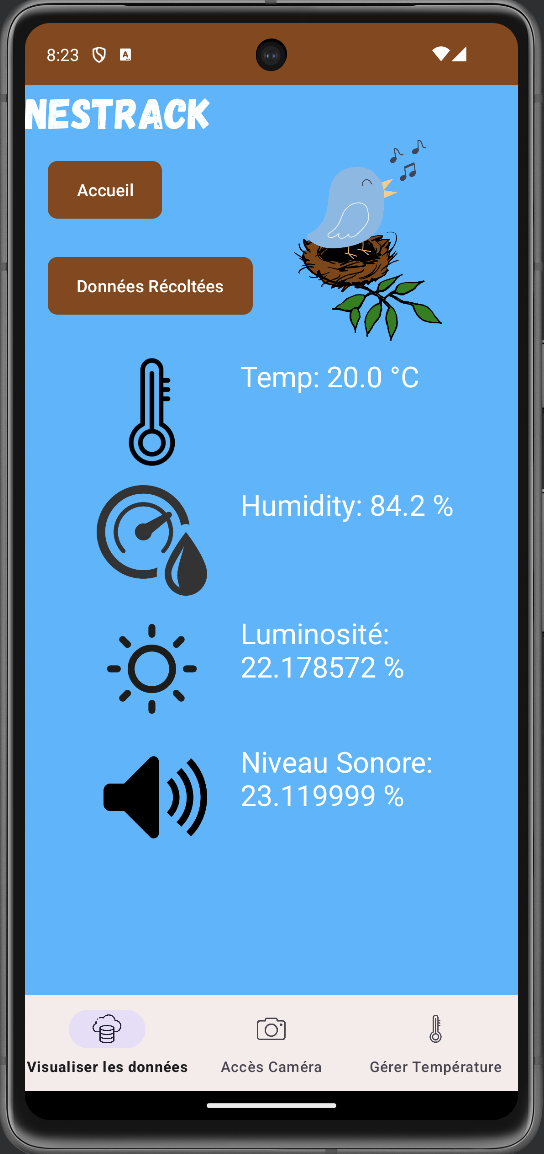 8:23
NESTRACK
Accueil
Données Récoltées
Temp: 20.0 °C
Humidity: 84.2 %
Luminosité:
22.178572 %
Niveau Sonore:
23.119999 %
Visualiser les données
Accès Caméra
Gérer Température